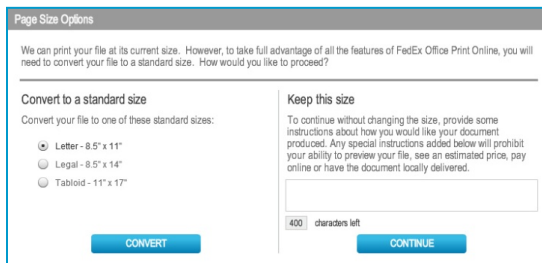 Page Size Options
We can print your file at its current size. However, to take full advantage of all the features of FedEx Office Print Online, you will
need to convert your file to a standard size. How would you like to proceed?
Convert to a standard size
Convert your file to one of these standard sizes:
Letter - 8.5" x 11"
Legal - 8.5" x 14"
Tabloid - 11" x 17"
CONVERT
Keep this size
To continue without changing the size, provide some
instructions about how you would like your document
produced. Any special instructions added below will prohibit
your ability to preview your file, see an estimated price, pay
online or have the document locally delivered.
400 characters left
CONTINUE